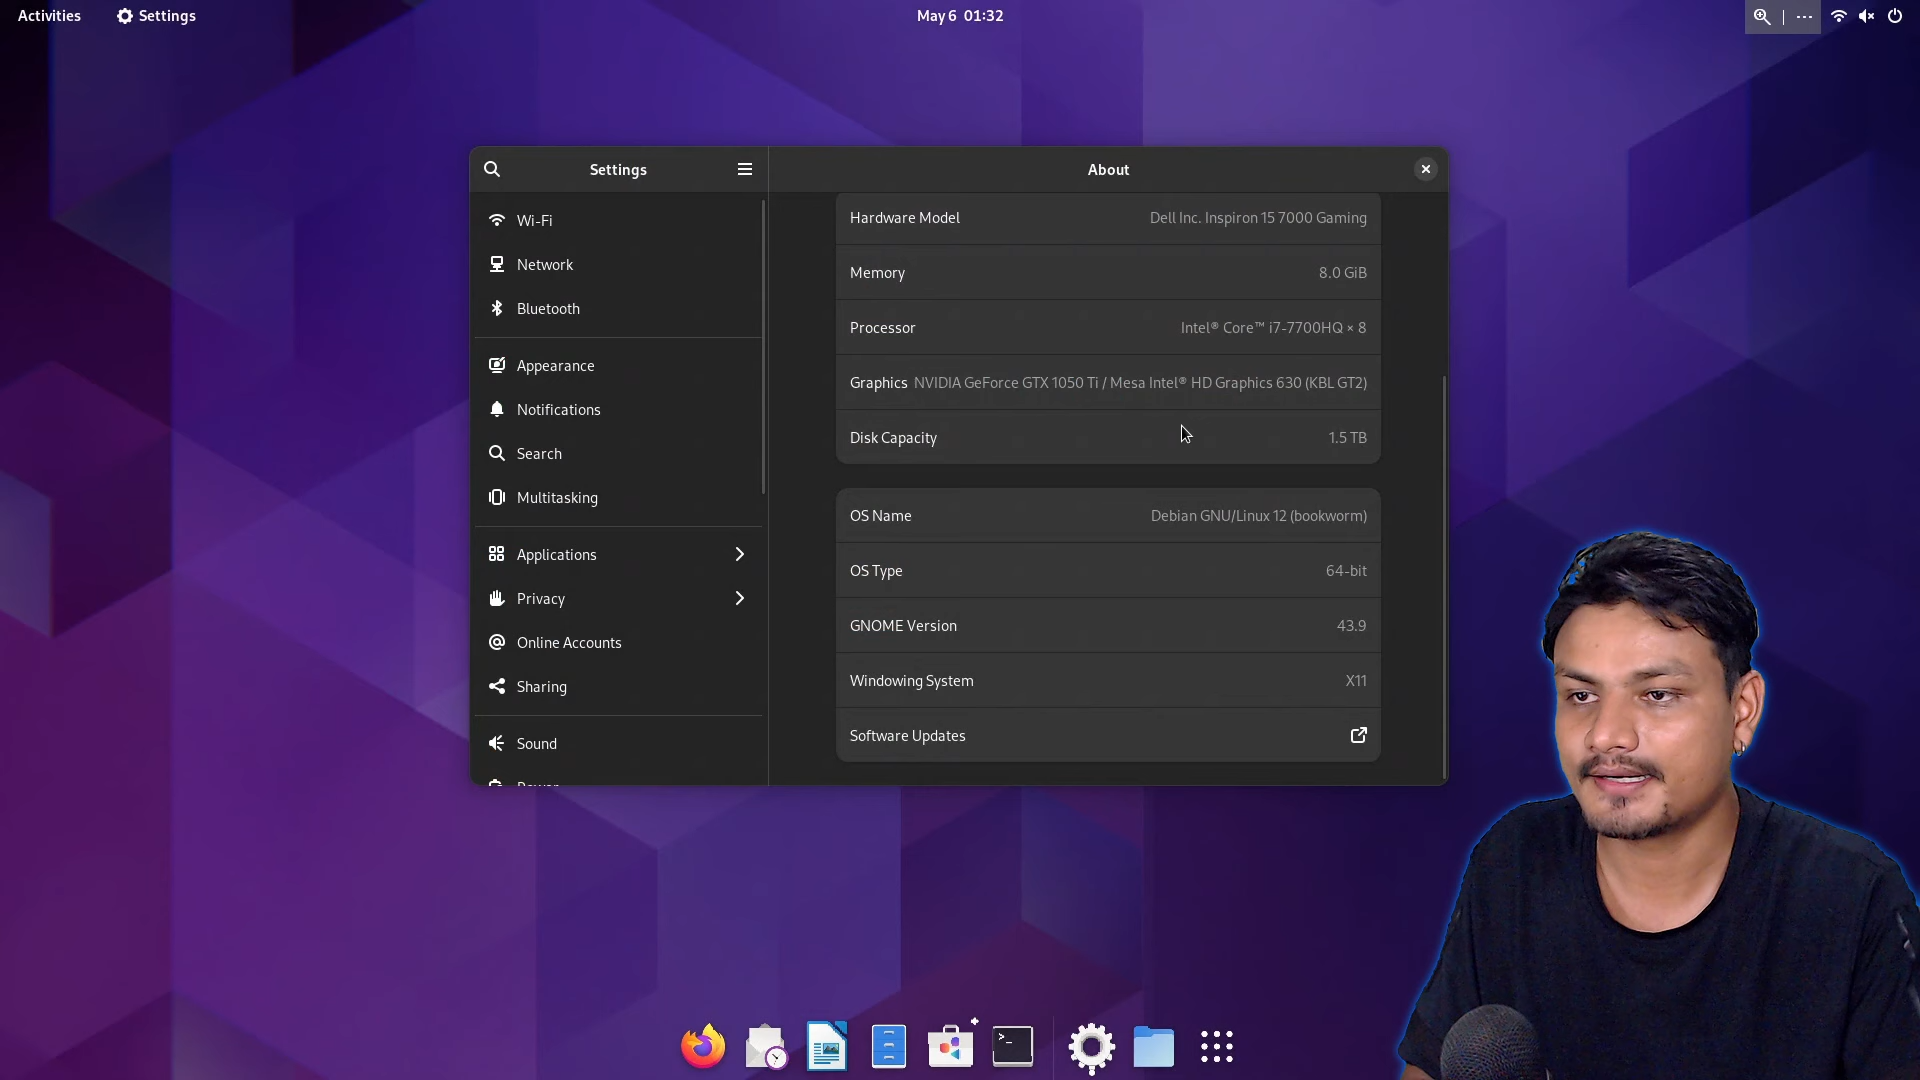 Activities
Settings
May 6 01:32
Settings
About
Wi-Fi
Network
Bluetooth
Appearance
Notifications
Search
Multitasking
Applications
Privacy
Online Accounts
Sharing
Sound
Power
Hardware Model Dell Inc. Inspiron 15 7000 Gaming
Memory 8.0 GiB
Processor Intel® Core™ i7-7700HQ × 8
Graphics NVIDIA GeForce GTX 1050 Ti / Mesa Intel® HD Graphics 630 (KBL GT2)
Disk Capacity 1.5 TB
OS Name Debian GNU/Linux 12 (bookworm)
OS Type 64-bit
GNOME Version 43.9
Windowing System X11
Software Updates